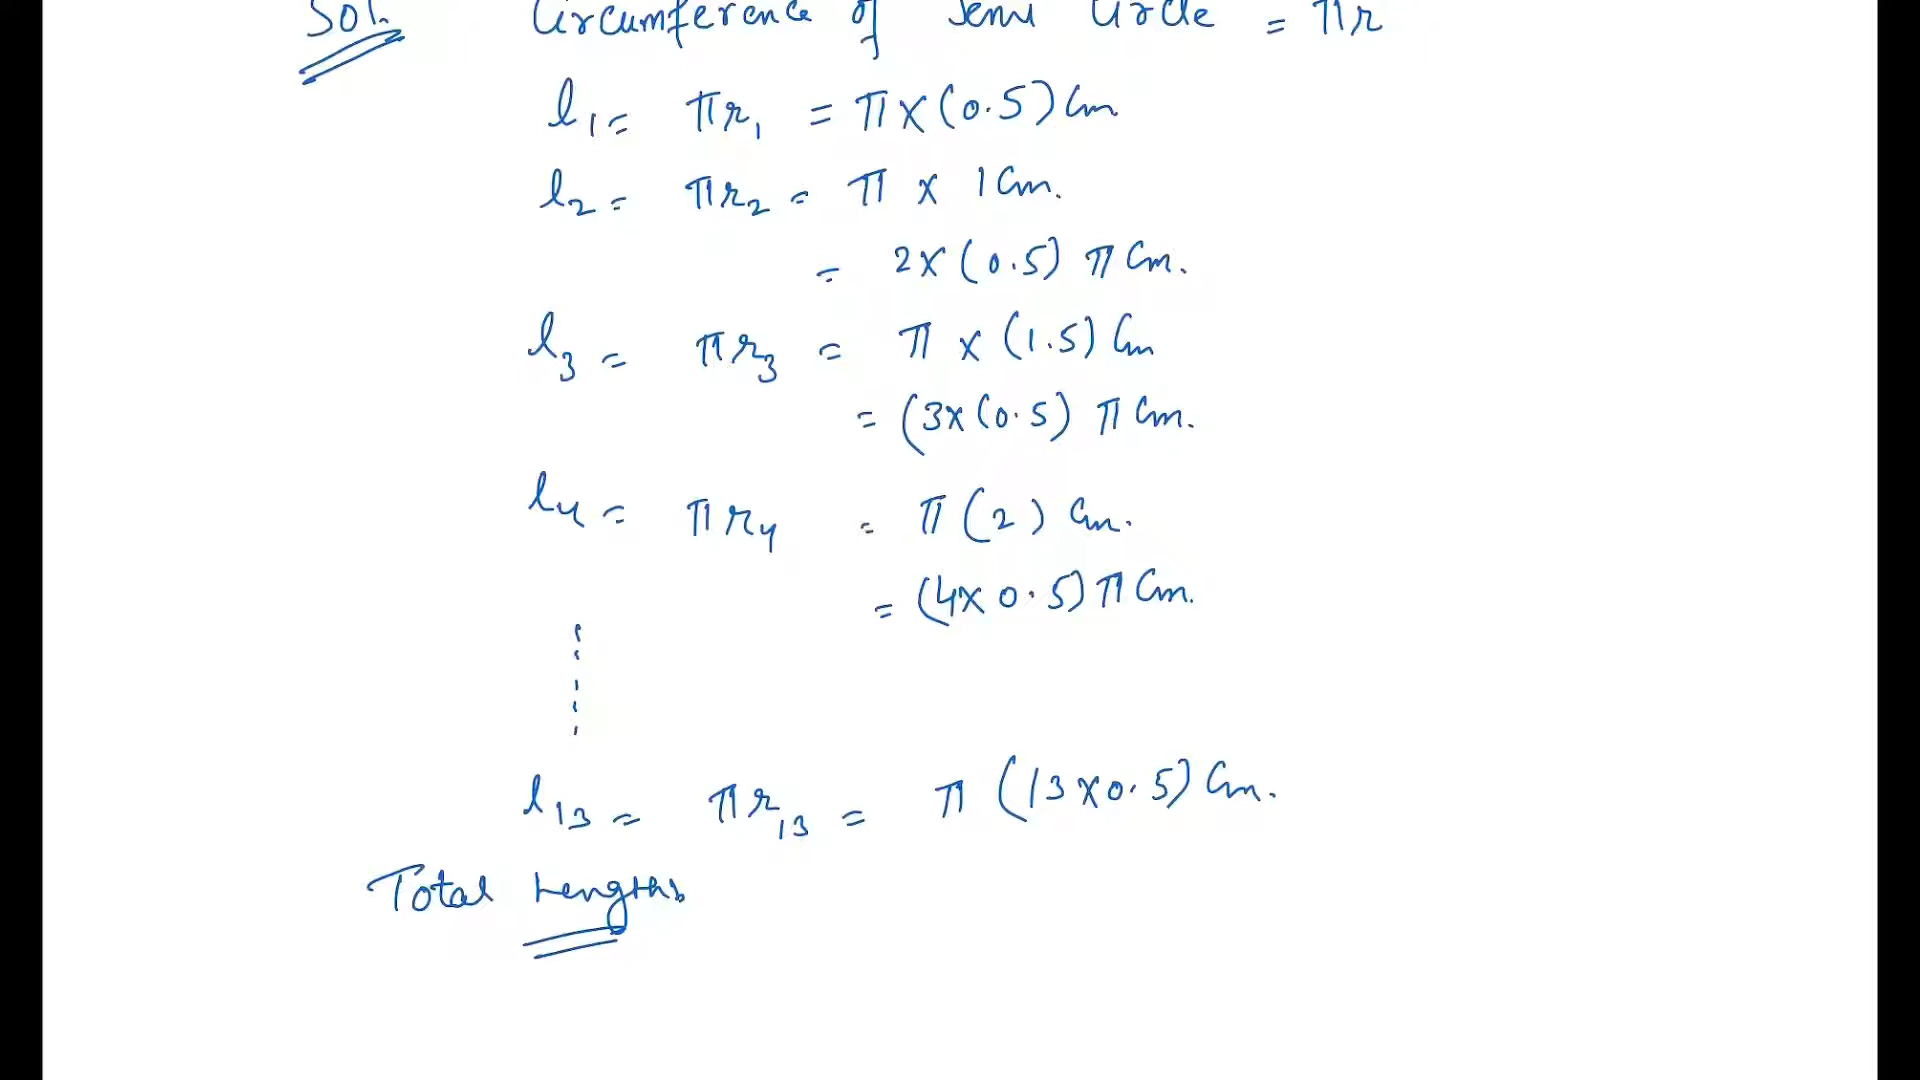 Sol. Circumference of Semi Circle = πr
l₁ = πr₁ = π×(0.5) Cm
l₂ = πr₂ = π × 1 Cm.
= 2×(0.5) π Cm.
l₃ = πr₃ = π × (1.5) Cm
= (3×(0.5) π Cm.
l₄ = πr₄ = π(2) Cm.
= (4×0.5)π Cm.
l₁₃ = πr₁₃ = π (13×0.5) Cm.
Total Lengths